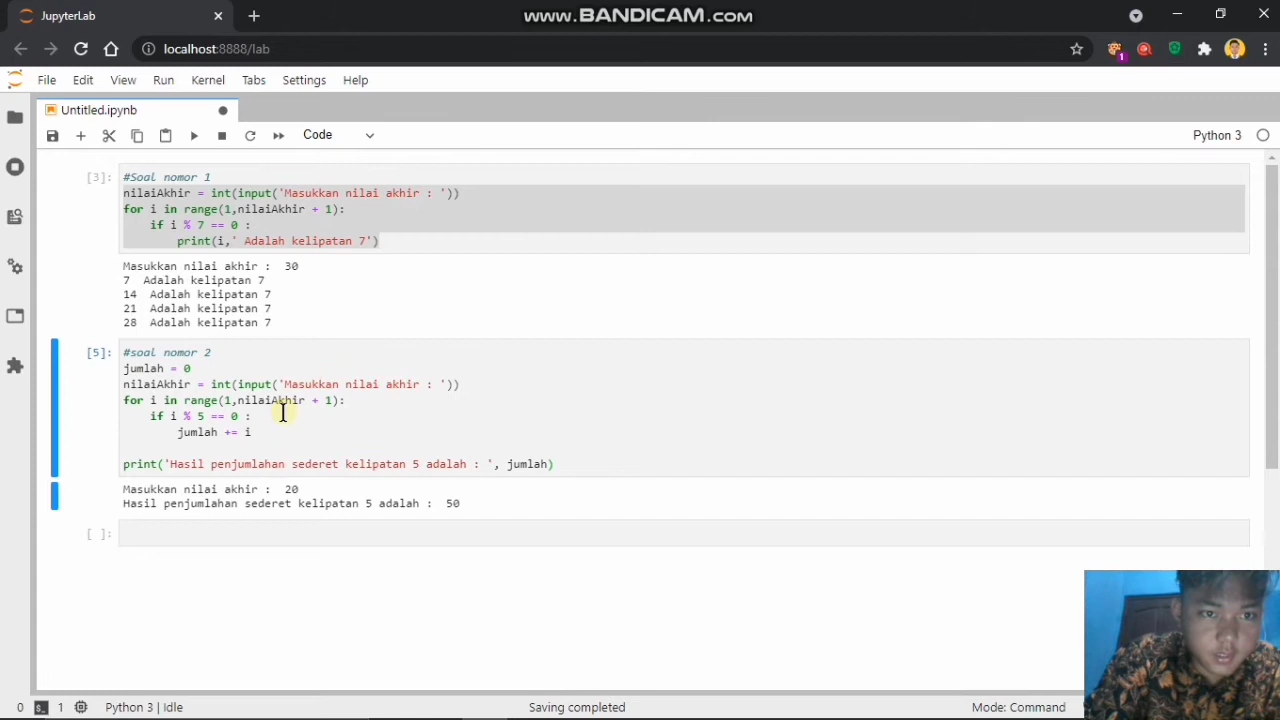 JupyterLab
www.BANDICAM.com
localhost:8888/lab
1
File Edit View Run Kernel Tabs Settings Help
Untitled.ipynb
Code
Python 3
[3]:
#Soal nomor 1
nilaiAkhir = int(input('Masukkan nilai akhir : '))
for i in range(1,nilaiAkhir + 1):
    if i % 7 == 0 :
        print(i,' Adalah kelipatan 7')
Masukkan nilai akhir :  30
7  Adalah kelipatan 7
14  Adalah kelipatan 7
21  Adalah kelipatan 7
28  Adalah kelipatan 7
[5]:
#soal nomor 2
jumlah = 0
nilaiAkhir = int(input('Masukkan nilai akhir : '))
for i in range(1,nilaiAkhir + 1):
    if i % 5 == 0 :
        jumlah += i
print('Hasil penjumlahan sederet kelipatan 5 adalah : ', jumlah)
Masukkan nilai akhir :  20
Hasil penjumlahan sederet kelipatan 5 adalah :  50
[ ]:
0 1 Python 3 | Idle Saving completed Mode: Command